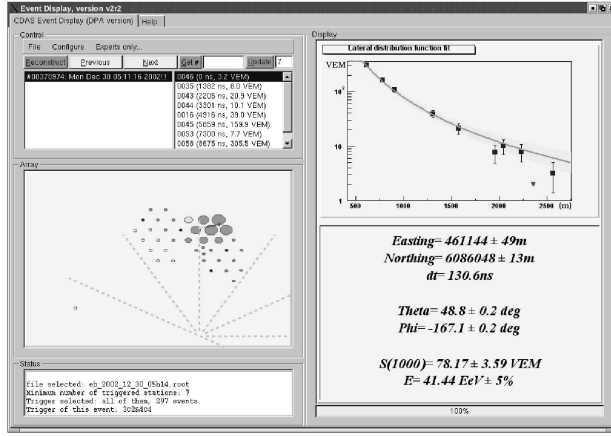 Event Display, version v2r2
CDAS Event Display (DPA version) Help
Control
File Configure Experts only...
Reconstruct Previous Next Get # Update 7
#00370974: Mon Dec 30 05:11:16 2002!!
0046 (0 ns, 3.2 VEM)
0035 (1382 ns, 8.0 VEM)
0043 (2205 ns, 20.9 VEM)
0044 (3301 ns, 10.1 VEM)
0016 (4916 ns, 39.0 VEM)
0045 (5859 ns, 159.9 VEM)
0053 (7300 ns, 7.7 VEM)
0058 (8675 ns, 305.5 VEM)
Array
Status
file selected: eb_2002_12_30_05h14.root
Minimum number of triggered stations: 7
Trigger selected: all of them, 297 events
Trigger of this event: 3C2&4C4
Display
Lateral distribution function fit
VEM
10²
10
1
500 1000 1500 2000 2500 (m)
Easting= 461144 ± 49m
Northing= 6086048 ± 13m
dt= 130.6ns
Theta= 48.8 ± 0.2 deg
Phi= -167.1 ± 0.2 deg
S(1000)= 78.17 ± 3.59 VEM
E= 41.44 EeV ± 5%
100%